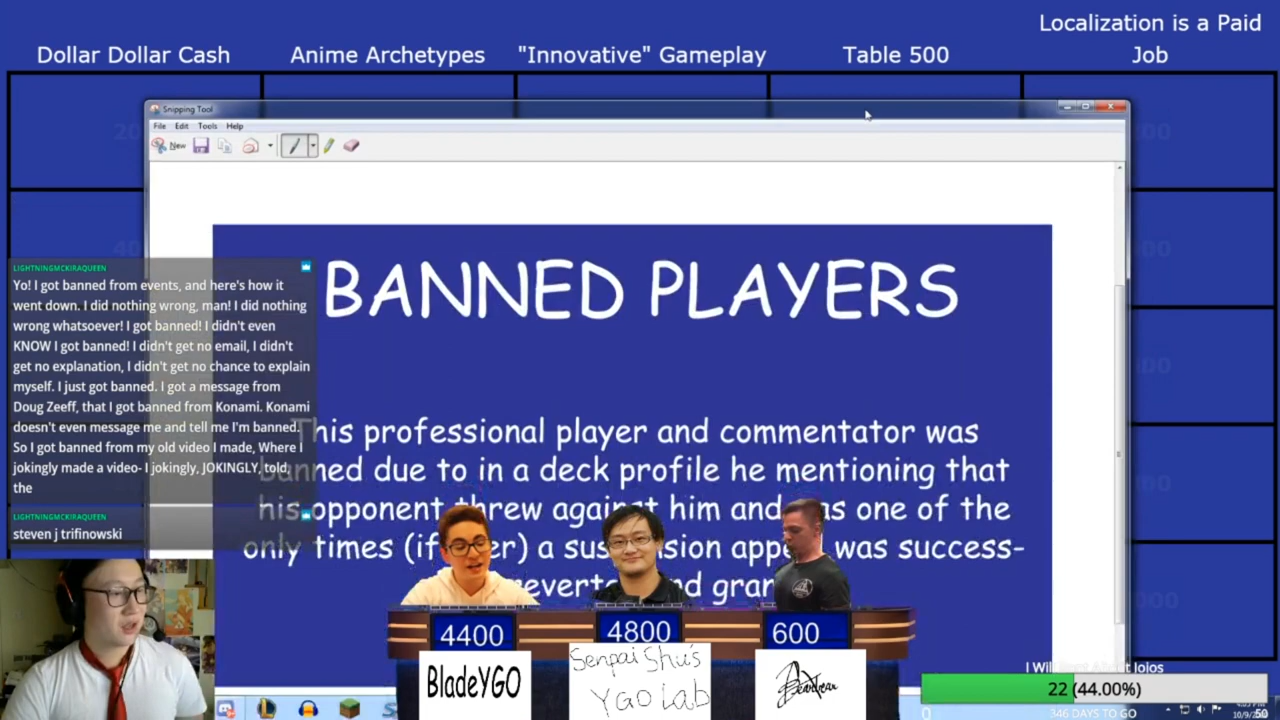 Localization is a Paid
Dollar Dollar Cash Anime Archetypes "Innovative" Gameplay Table 500 Job
Snipping Tool
File Edit Tools Help
New
BANNED PLAYERS
This professional player and commentator was
banned due to in a deck profile he mentioning that
his opponent threw against him and was one of the
only times (if ever) a suspension appeal was success-
LIGHTNINGMCKIRAQUEEN
Yo! I got banned from events, and here's how it
went down. I did nothing wrong, man! I did nothing
wrong whatsoever! I got banned! I didn't even
KNOW I got banned! I didn't get no email, I didn't
get no explanation, I didn't get no chance to explain
myself. I just got banned. I got a message from
Doug Zeeff, that I got banned from Konami. Konami
doesn't even message me and tell me I'm banned.
So I got banned from my old video I made, Where I
jokingly made a video- I jokingly, JOKINGLY, told,
the
LIGHTNINGMCKIRAQUEEN
steven j trifinowski
4400 4800 600
BladeYGO
Senpai Shu's
YGO Lab
22 (44.00%)
0 346 DAYS TO GO 50